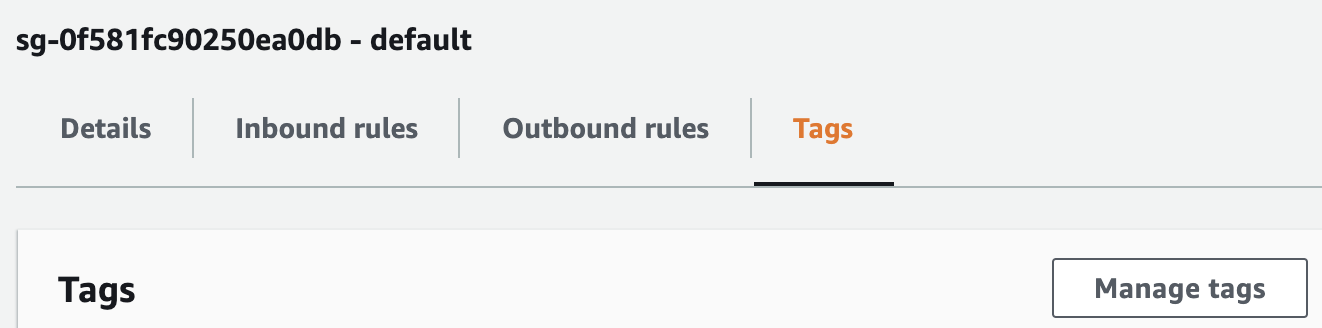 sg-0f581fc90250ea0db - default
Details Inbound rules Outbound rules Tags
Tags Manage tags